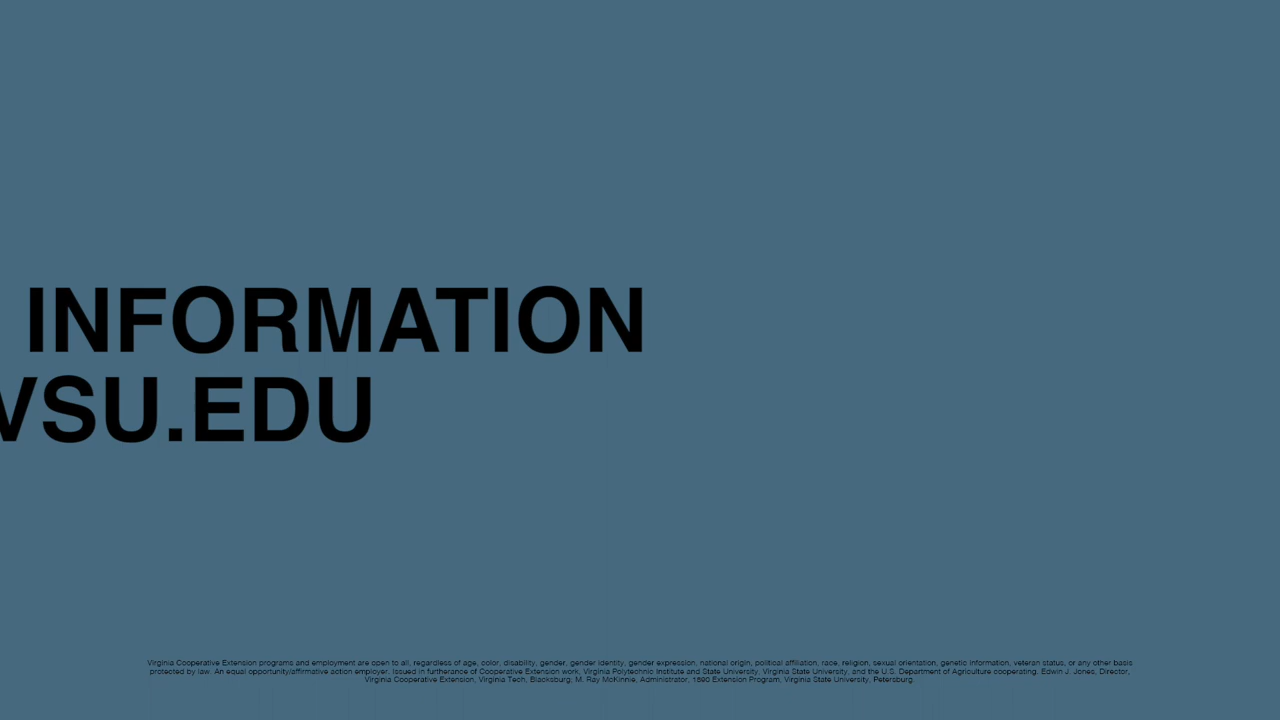 INFORMATION
VSU.EDU
Virginia Cooperative Extension programs and employment are open to all, regardless of age, color, disability, gender, gender identity, gender expression, national origin, political affiliation, race, religion, sexual orientation, genetic information, veteran status, or any other basis
protected by law. An equal opportunity/affirmative action employer. Issued in furtherance of Cooperative Extension work, Virginia Polytechnic Institute and State University, Virginia State University, and the U.S. Department of Agriculture cooperating. Edwin J. Jones, Director,
Virginia Cooperative Extension, Virginia Tech, Blacksburg; M. Ray McKinnie, Administrator, 1890 Extension Program, Virginia State University, Petersburg.